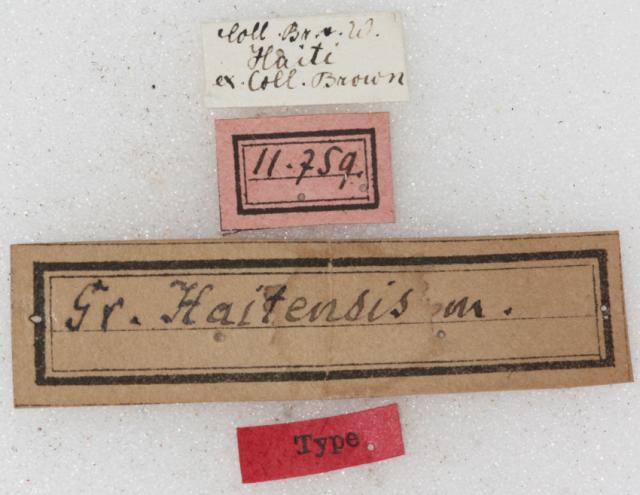 Coll. Br. v. W.
Haiti
ex. Coll. Brown
11.759.
Gr. Haitensis m.
Type